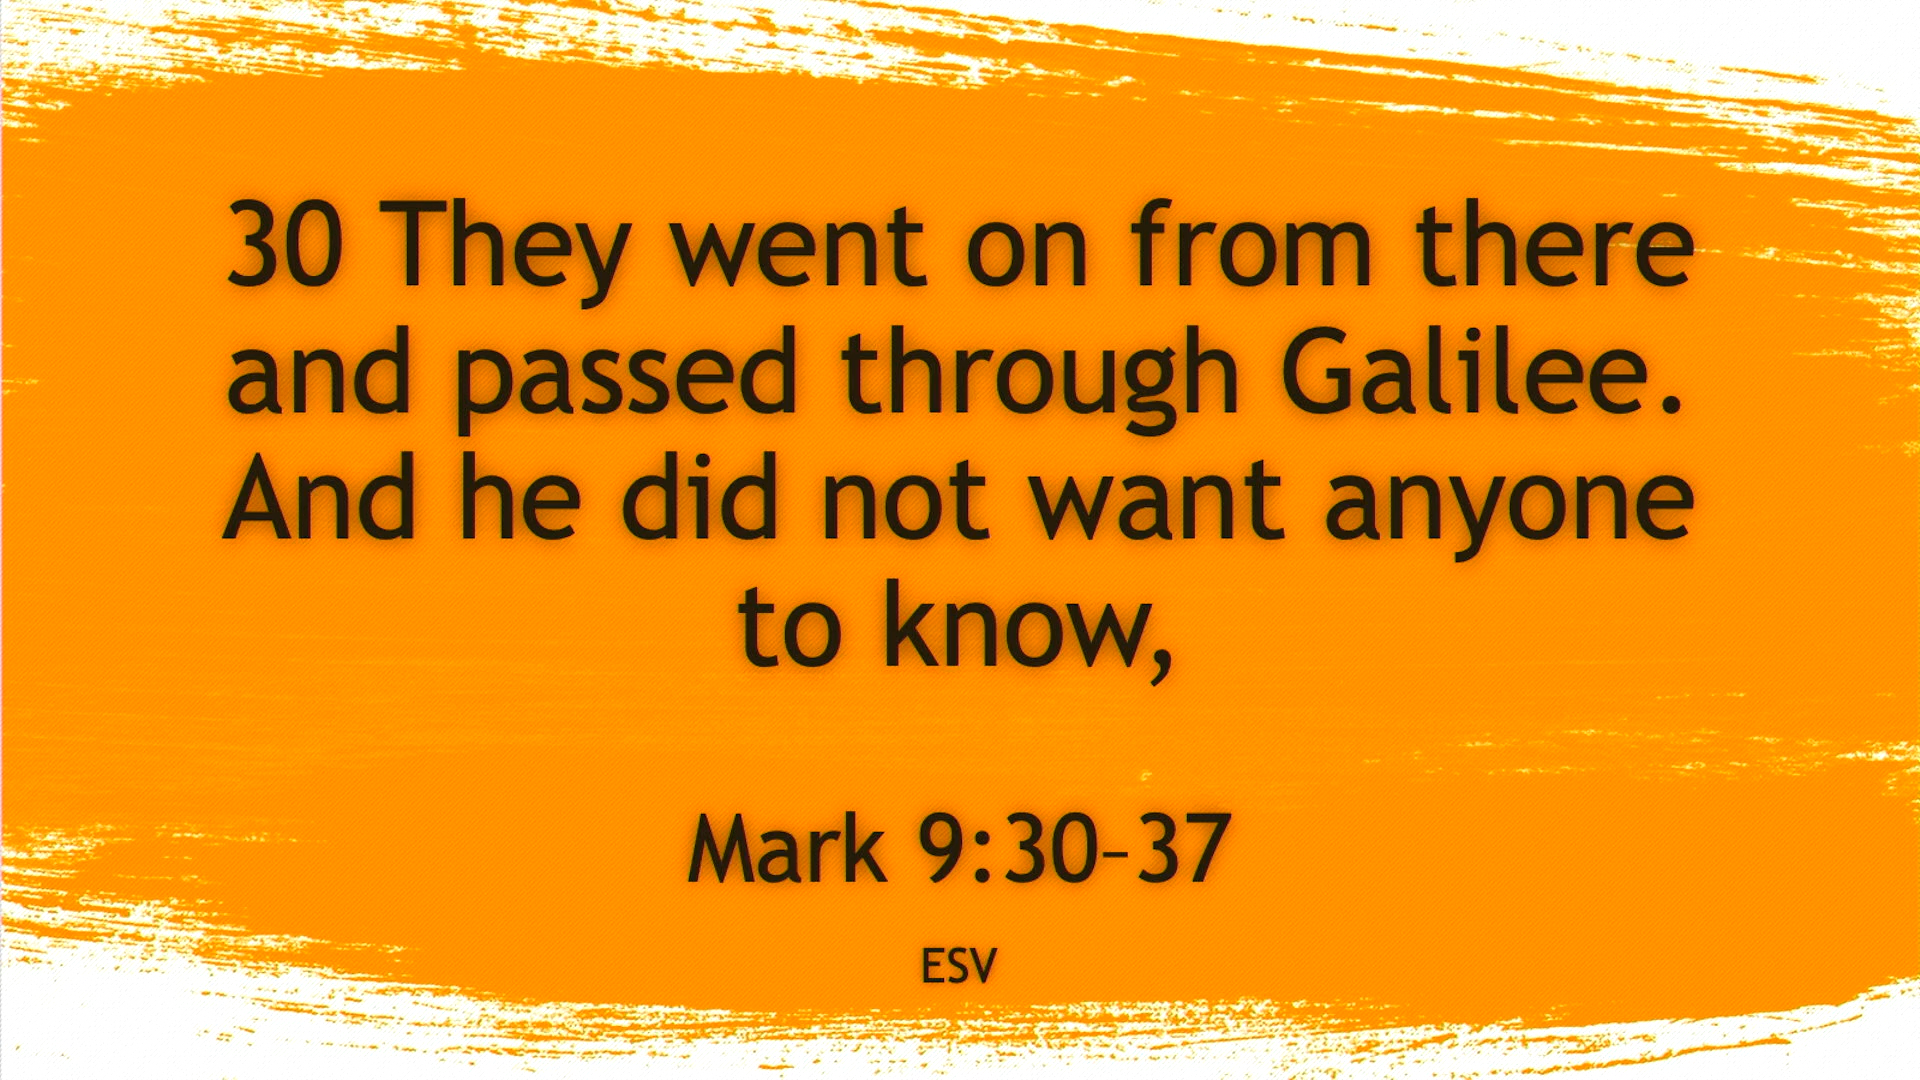 30 They went on from there
and passed through Galilee.
And he did not want anyone
to know,
Mark 9:30–37
ESV